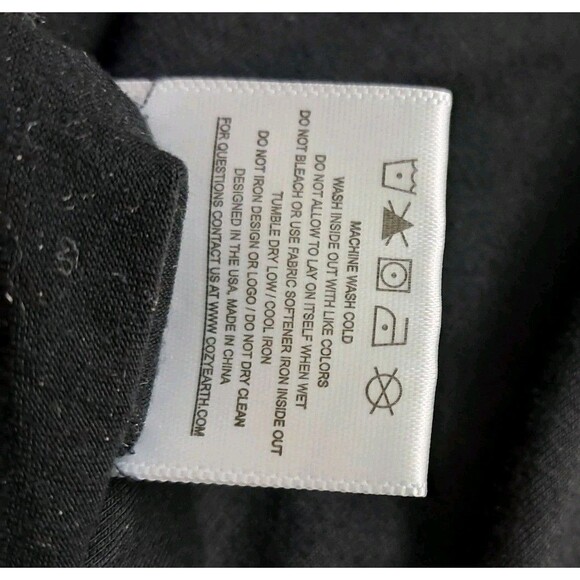 MACHINE WASH COLD
WASH INSIDE OUT WITH LIKE COLORS
DO NOT ALLOW TO LAY ON ITSELF WHEN WET
DO NOT BLEACH OR USE FABRIC SOFTENER IRON INSIDE OUT
TUMBLE DRY LOW / COOL IRON
DO NOT IRON DESIGN OR LOGO / DO NOT DRY CLEAN
DESIGNED IN THE USA, MADE IN CHINA
FOR QUESTIONS CONTACT US AT WWW.COZYEARTH.COM